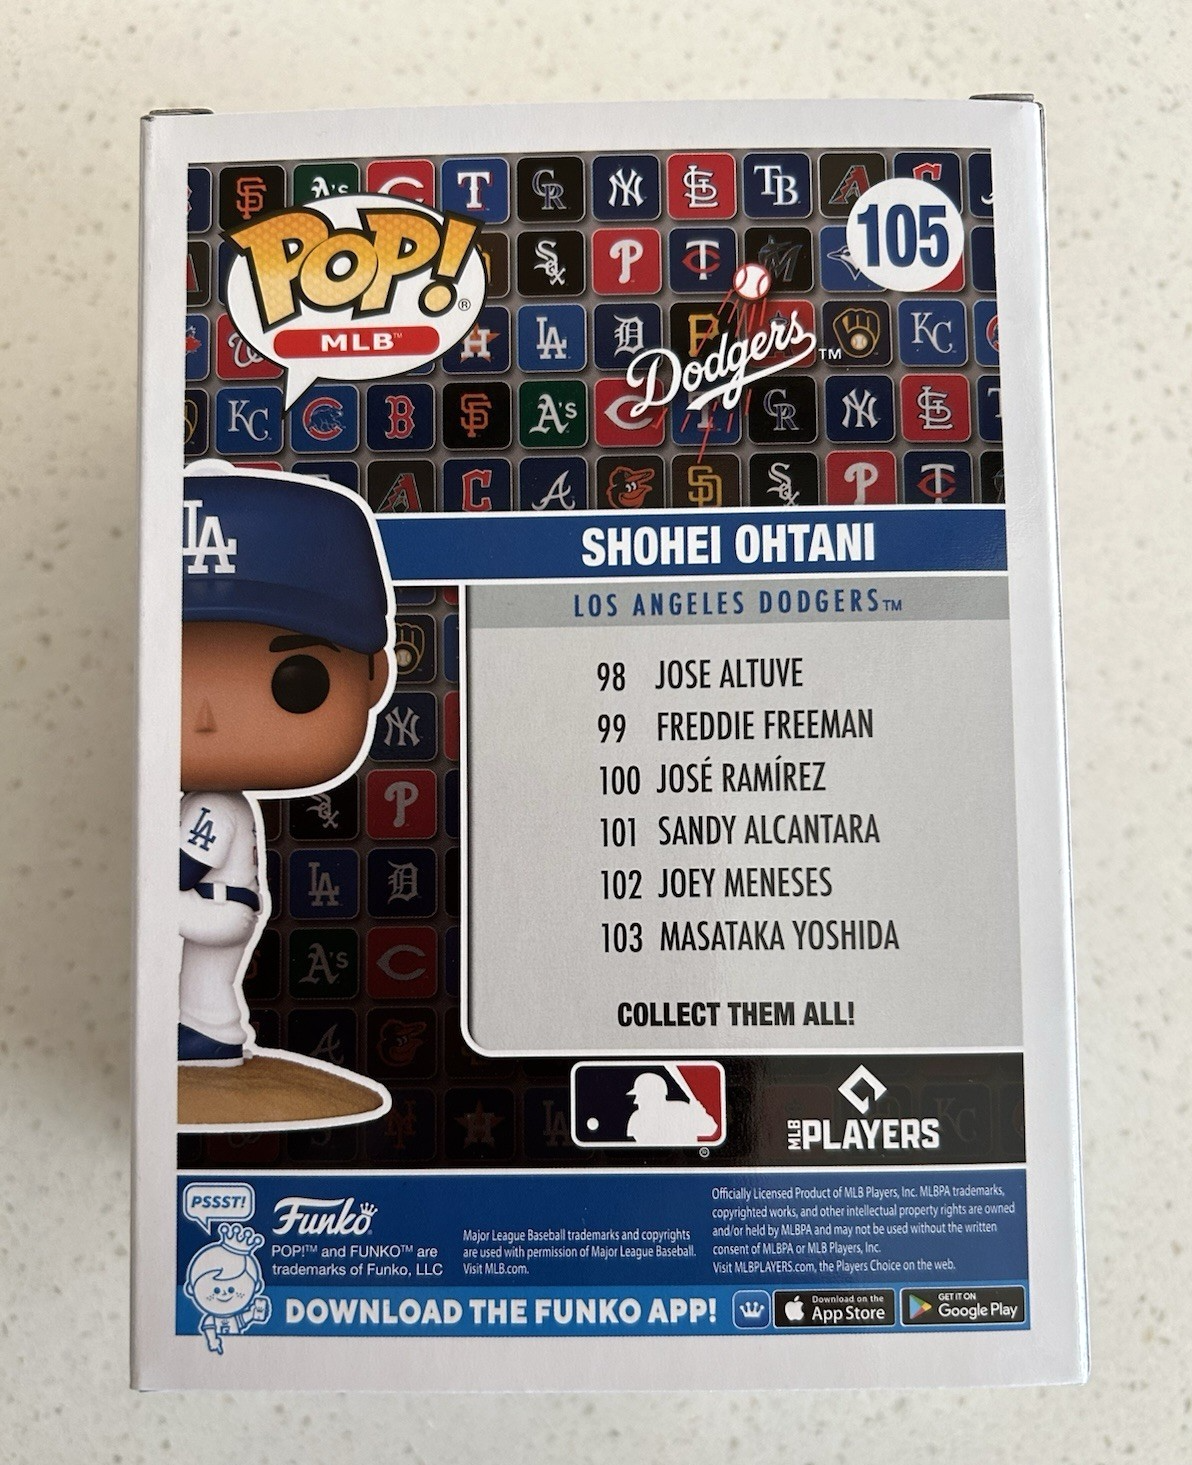 POP!®
MLB™
105
Dodgers™
SHOHEI OHTANI
LOS ANGELES DODGERS™
98 JOSE ALTUVE
99 FREDDIE FREEMAN
100 JOSÉ RAMÍREZ
101 SANDY ALCANTARA
102 JOEY MENESES
103 MASATAKA YOSHIDA
COLLECT THEM ALL!
MLB PLAYERS
PSSST!
Funko®
POP!™ and FUNKO™ are
trademarks of Funko, LLC
Major League Baseball trademarks and copyrights
are used with permission of Major League Baseball.
Visit MLB.com.
Officially Licensed Product of MLB Players, Inc. MLBPA trademarks,
copyrighted works, and other intellectual property rights are owned
and/or held by MLBPA and may not be used without the written
consent of MLBPA or MLB Players, Inc.
Visit MLBPLAYERS.com, the Players Choice on the web.
DOWNLOAD THE FUNKO APP!
Download on the
App Store
GET IT ON
Google Play